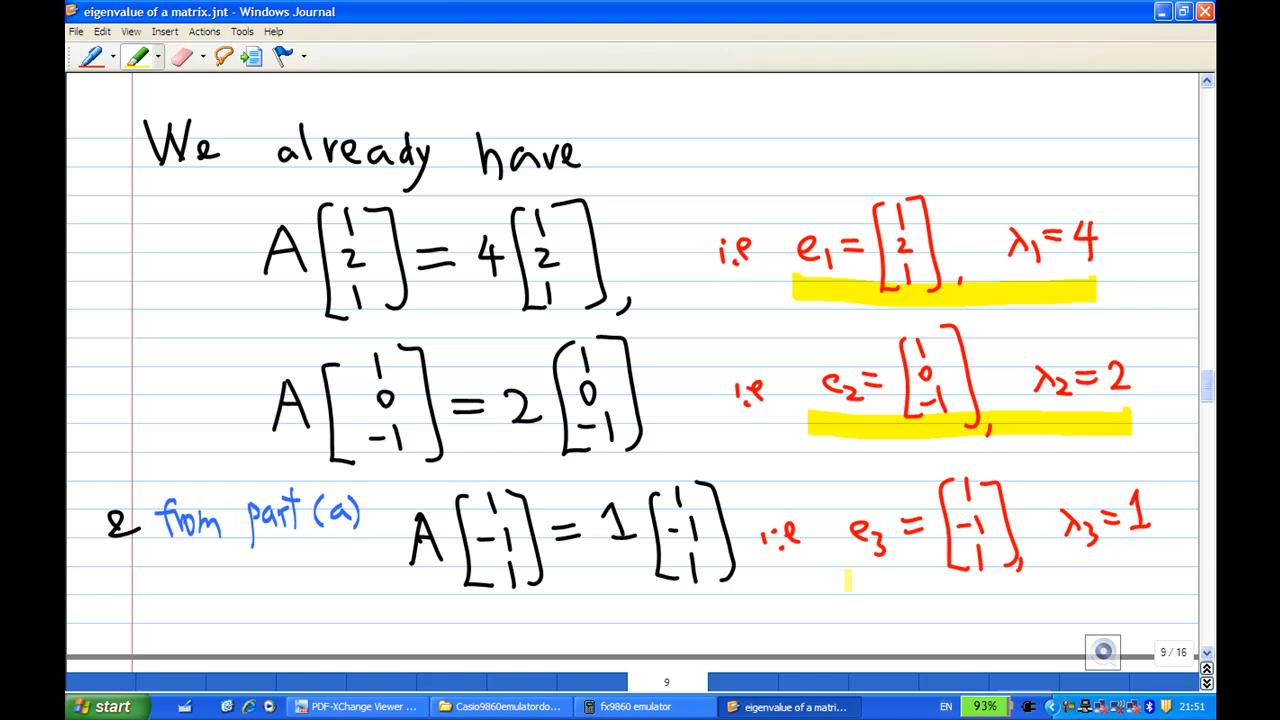 eigenvalue of a matrix.jnt - Windows Journal
File Edit View Insert Actions Tools Help
We already have
A [1 2 1] = 4 [1 2 1], i.e e1 = [1 2 1], λ1 = 4
A [1 0 -1] = 2 [1 0 -1] i.e e2 = [1 0 -1], λ2 = 2
& from part (a) A [1 -1 1] = 1 [1 -1 1] i.e e3 = [1 -1 1], λ3 = 1
9 / 16
9
start PDF-XChange Viewer ... Casio9860emulatordo... fx9860 emulator eigenvalue of a matri... EN 93% 21:51